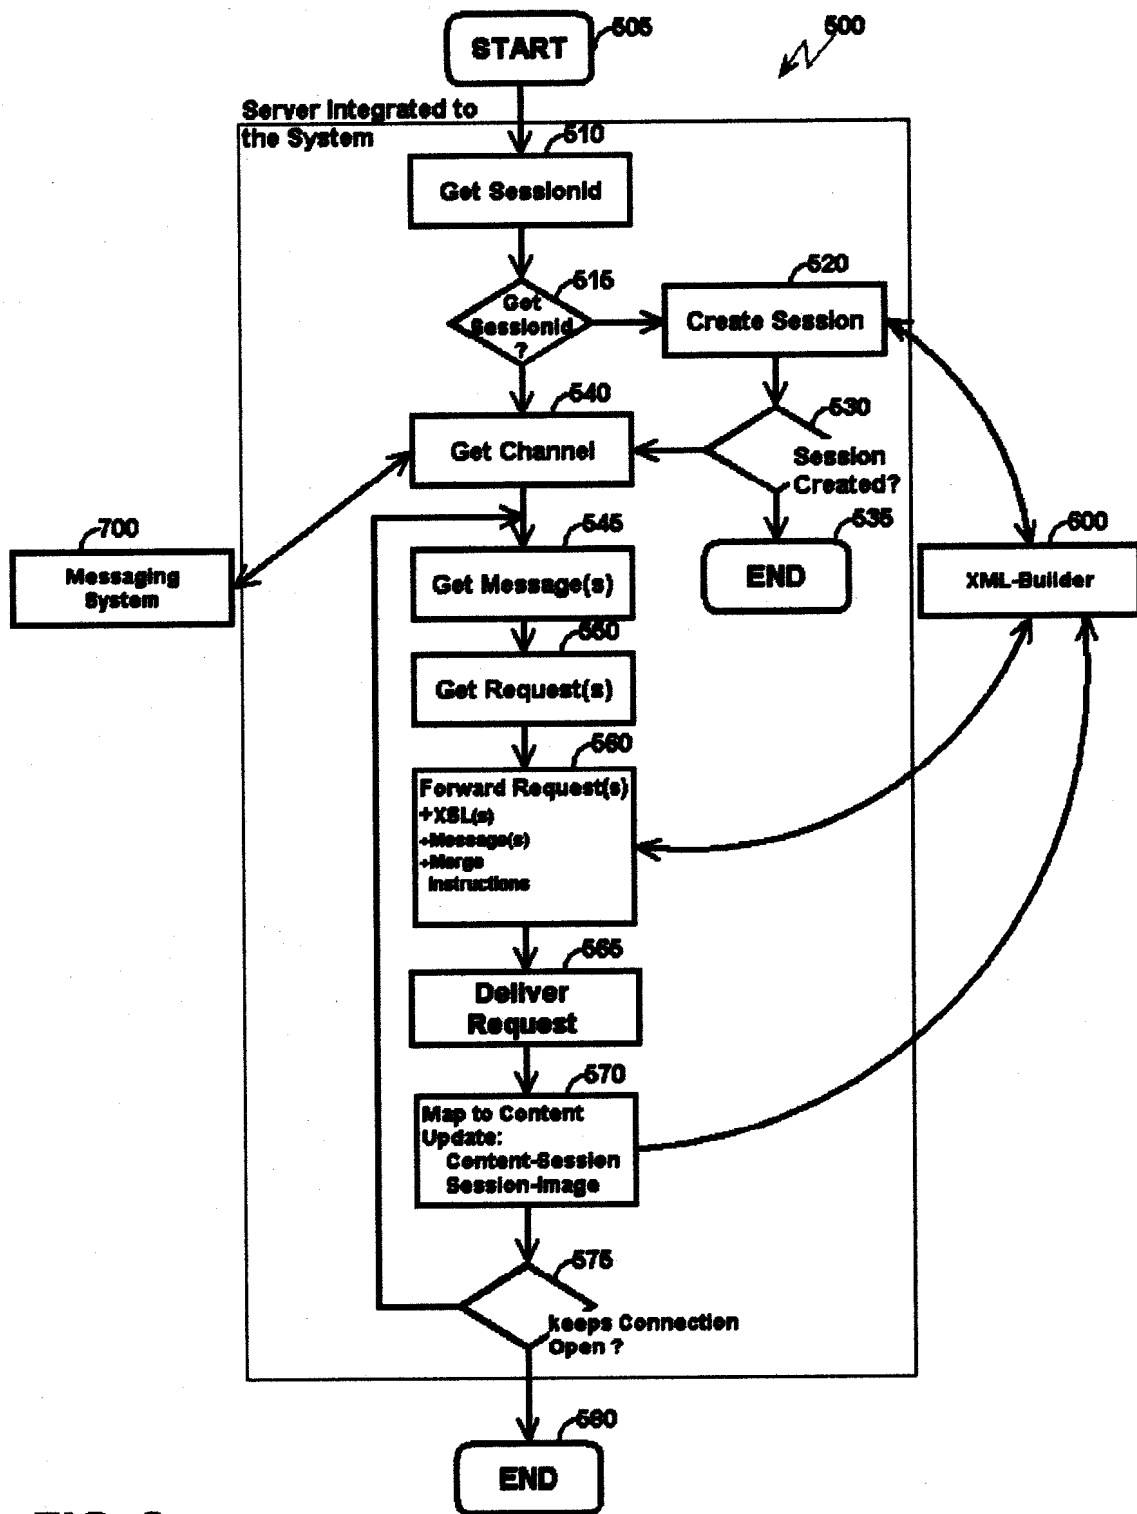 START
505
500
Server Integrated to
the System
510
Get SessionId
515
Get
SessionId
?
520
Create Session
540
Get Channel
530
Session
Created?
535
END
700
Messaging
System
545
Get Message(s)
600
XML-Builder
550
Get Request(s)
560
Forward Request(s)
+XSL(s)
+Message(s)
+Merge
Instructions
565
Deliver
Request
570
Map to Content
Update:
Content-Session
Session-Image
575
keeps Connection
Open ?
580
END